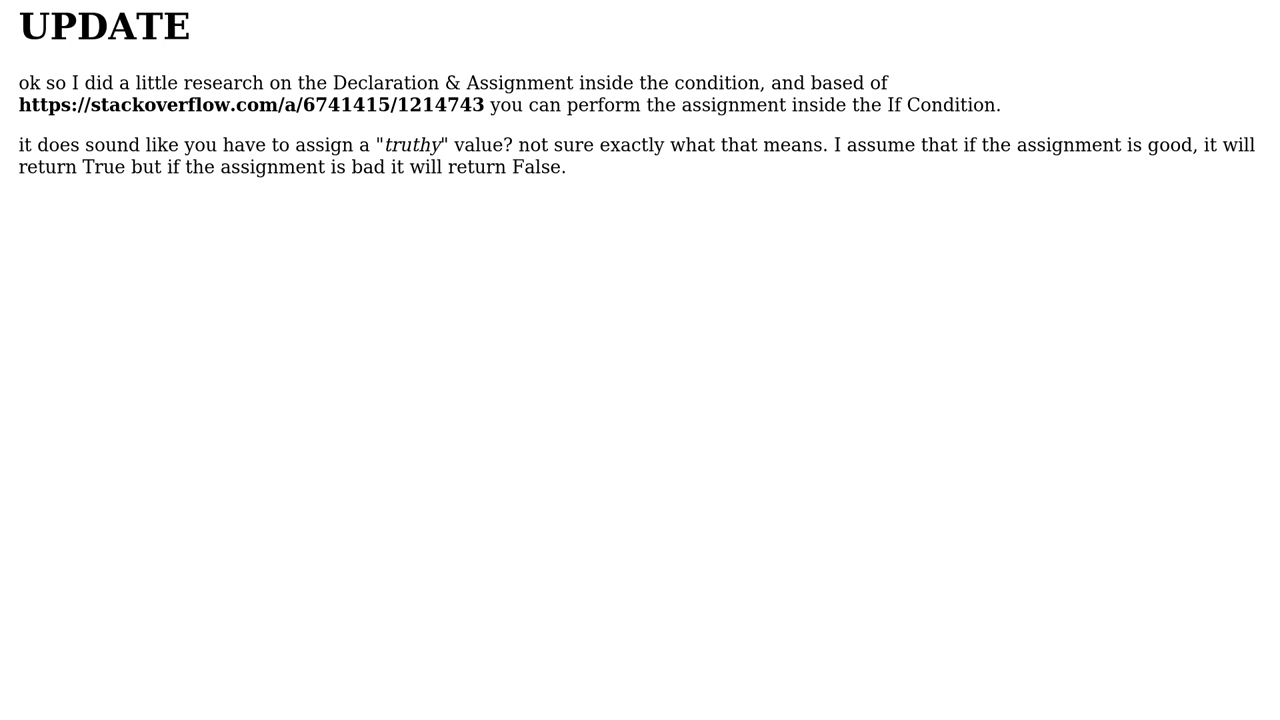 UPDATE
ok so I did a little research on the Declaration & Assignment inside the condition, and based of
https://stackoverflow.com/a/6741415/1214743 you can perform the assignment inside the If Condition.
it does sound like you have to assign a "truthy" value? not sure exactly what that means. I assume that if the assignment is good, it will
return True but if the assignment is bad it will return False.